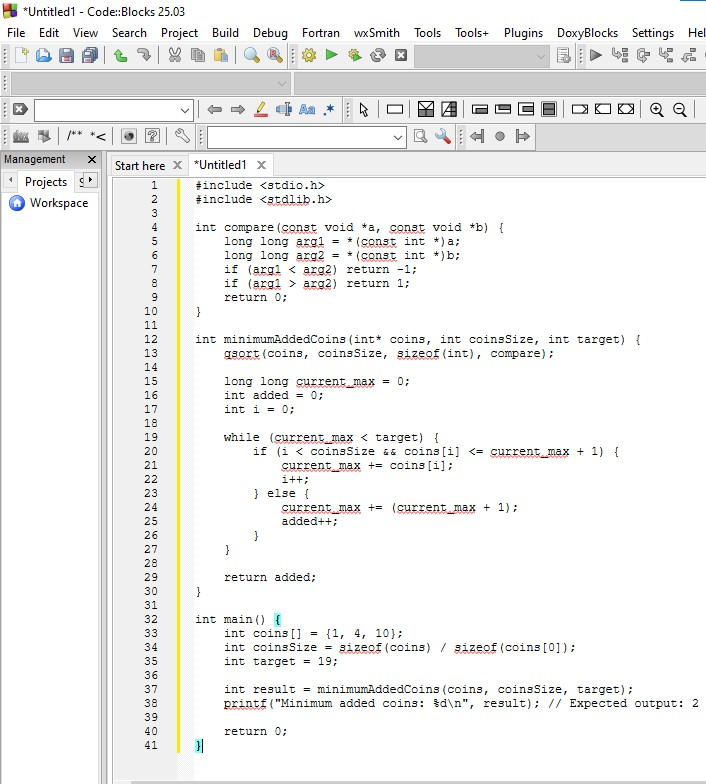 *Untitled1 - Code::Blocks 25.03
File Edit View Search Project Build Debug Fortran wxSmith Tools Tools+ Plugins DoxyBlocks Settings Hel
Aa .*
/** *<
Management
Start here *Untitled1
Projects
Workspace
1 #include <stdio.h>
2 #include <stdlib.h>
3
4 int compare(const void *a, const void *b) {
5     long long arg1 = *(const int *)a;
6     long long arg2 = *(const int *)b;
7     if (arg1 < arg2) return -1;
8     if (arg1 > arg2) return 1;
9     return 0;
10 }
11
12 int minimumAddedCoins(int* coins, int coinsSize, int target) {
13     qsort(coins, coinsSize, sizeof(int), compare);
14
15     long long current_max = 0;
16     int added = 0;
17     int i = 0;
18
19     while (current_max < target) {
20         if (i < coinsSize && coins[i] <= current_max + 1) {
21             current_max += coins[i];
22             i++;
23         } else {
24             current_max += (current_max + 1);
25             added++;
26         }
27     }
28
29     return added;
30 }
31
32 int main() {
33     int coins[] = {1, 4, 10};
34     int coinsSize = sizeof(coins) / sizeof(coins[0]);
35     int target = 19;
36
37     int result = minimumAddedCoins(coins, coinsSize, target);
38     printf("Minimum added coins: %d\n", result); // Expected output: 2
39
40     return 0;
41 }